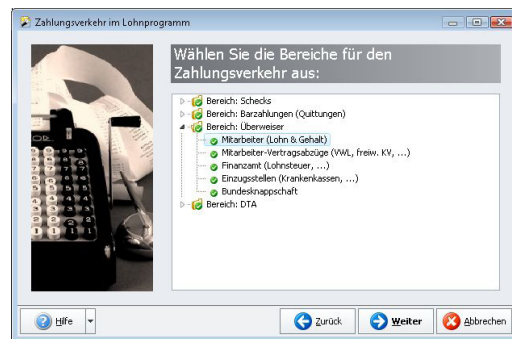 Zahlungsverkehr im Lohnprogramm
Wählen Sie die Bereiche für den
Zahlungsverkehr aus:
Bereich: Schecks
Bereich: Barzahlungen (Quittungen)
Bereich: Überweiser
Mitarbeiter (Lohn & Gehalt)
Mitarbeiter-Vertragsabzüge (VWL, freiw. KV, ...)
Finanzamt (Lohnsteuer, ...)
Einzugsstellen (Krankenkassen, ...)
Bundesknappschaft
Bereich: DTA
Hilfe Zurück Weiter Abbrechen